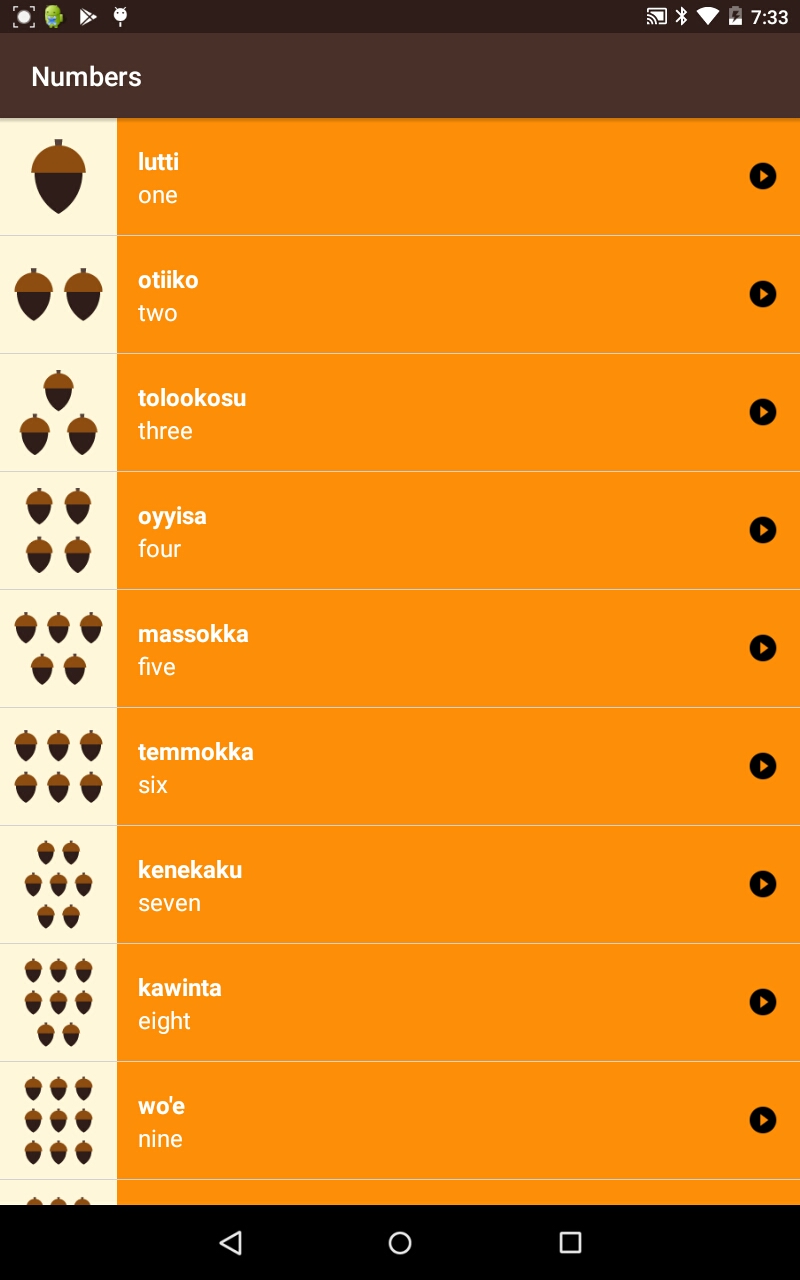 7:33
Numbers
lutti
one
otiiko
two
tolookosu
three
oyyisa
four
massokka
five
temmokka
six
kenekaku
seven
kawinta
eight
wo'e
nine